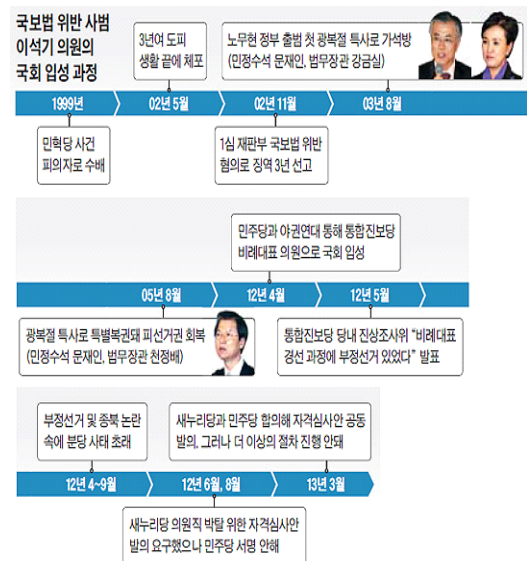 국보법 위반 사범
이석기 의원의
국회 입성 과정
3년여 도피
생활 끝에 체포
노무현 정부 출범 첫 광복절 특사로 가석방
(민정수석 문재인, 법무장관 강금실)
1999년
02년 5월
02년 11월
03년 8월
민혁당 사건
피의자로 수배
1심 재판부 국보법 위반
혐의로 징역 3년 선고
민주당과 야권연대 통해 통합진보당
비례대표 의원으로 국회 입성
05년 8월
12년 4월
12년 5월
광복절 특사로 특별복권돼 피선거권 회복
(민정수석 문재인, 법무장관 천정배)
통합진보당 당내 진상조사위 “비례대표
경선 과정에 부정선거 있었다” 발표
부정선거 및 종북 논란
속에 분당 사태 초래
새누리당과 민주당 합의해 자격심사안 공동
발의, 그러나 더 이상의 절차 진행 안돼
12년 4~9월
12년 6월, 8월
13년 3월
새누리당 의원직 박탈 위한 자격심사안
발의 요구했으나 민주당 서명 안해